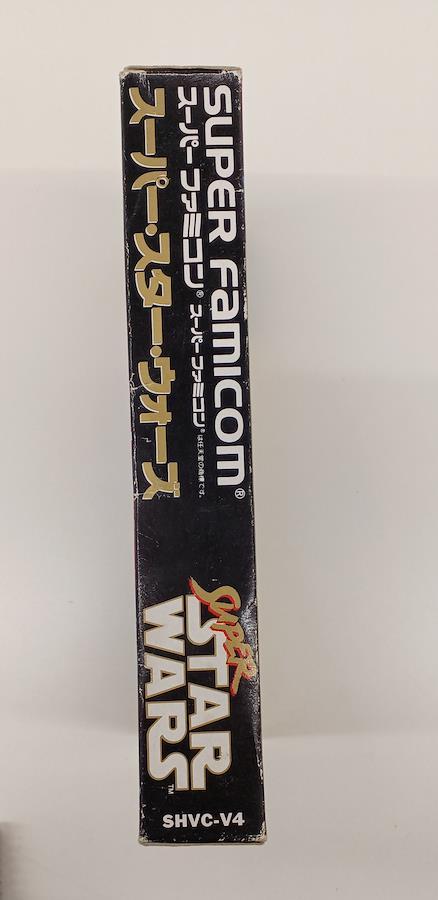 SUPER FAMICOM®
スーパーファミコン® スーパーファミコン®は任天堂の商標です。
スーパー・スター・ウォーズ
SUPER
STAR
WARS™
SHVC-V4